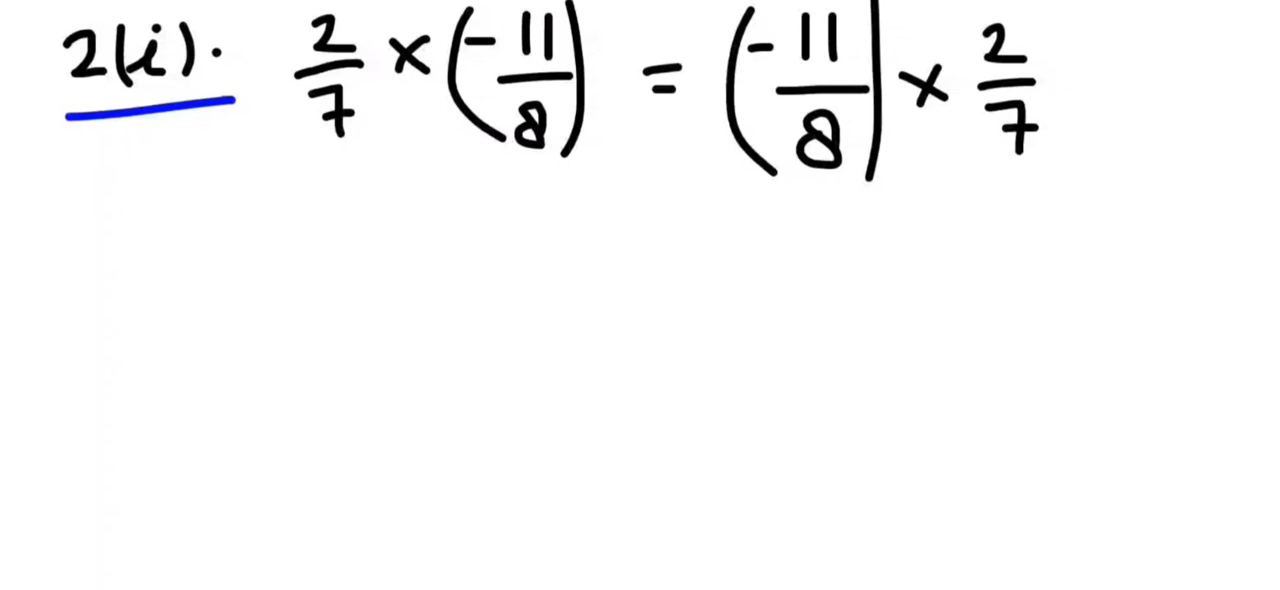 2(i). 2/7 × (-11/8) = (-11/8) × 2/7